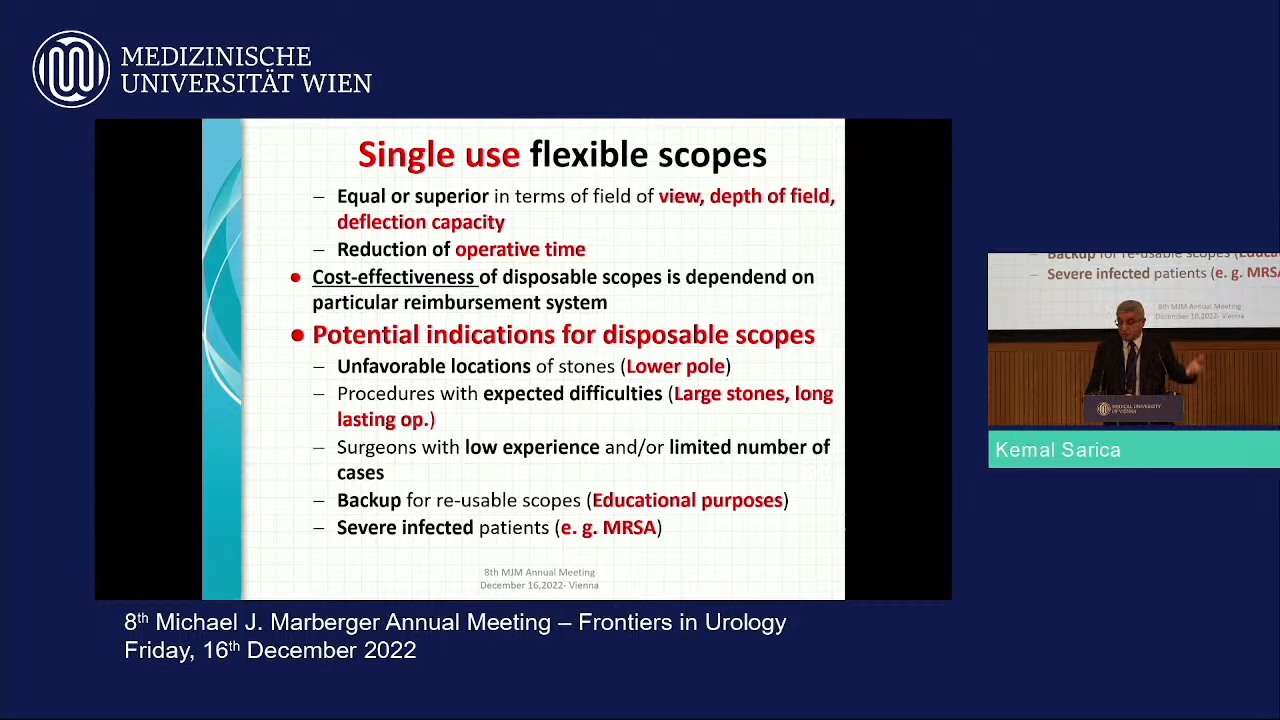 MEDIZINISCHE
UNIVERSITÄT WIEN
Single use flexible scopes
– Equal or superior in terms of field of view, depth of field,
deflection capacity
– Reduction of operative time
• Cost-effectiveness of disposable scopes is dependend on
particular reimbursement system
• Potential indications for disposable scopes
– Unfavorable locations of stones (Lower pole)
– Procedures with expected difficulties (Large stones, long
lasting op.)
– Surgeons with low experience and/or limited number of
cases
– Backup for re-usable scopes (Educational purposes)
– Severe infected patients (e. g. MRSA)
8th MJM Annual Meeting
December 16,2022- Vienna
Backup for re-usable scopes (Educa
– Severe infected patients (e. g. MRSA
8th MJM Annual Meeting
December 16,2022- Vienna
MEDICAL UNIVERSITY
OF VIENNA
Kemal Sarica
8th Michael J. Marberger Annual Meeting – Frontiers in Urology
Friday, 16th December 2022